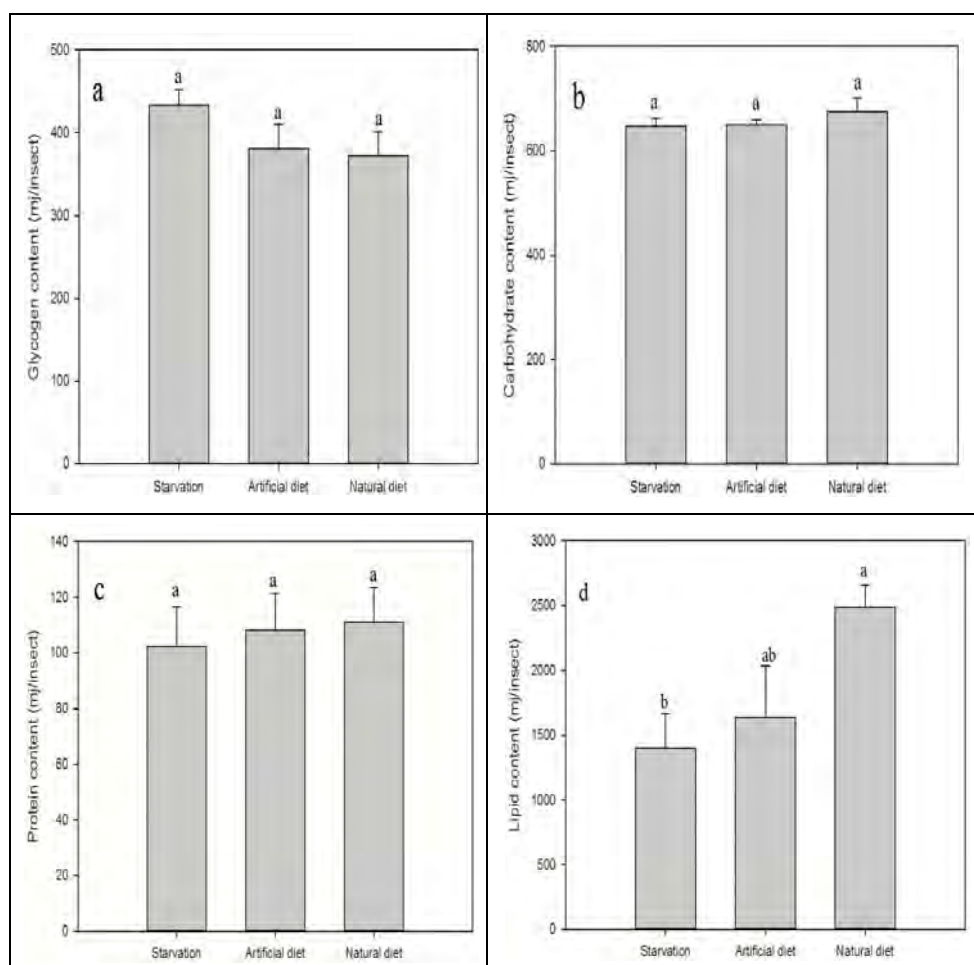 a
Glycogen content (mj/insect)
500
400
300
200
100
0
a
a
a
Starvation
Artificial diet
Natural diet
b
Carbohydrate content (mj/insect)
800
600
400
200
0
a
a
a
Starvation
Artificial diet
Natural diet
c
Protein content (mj/insect)
140
120
100
80
60
40
20
0
a
a
a
Starvation
Artificial diet
Natural diet
d
Lipid content (mj/insect)
3000
2500
2000
1500
1000
500
0
b
ab
a
Starvation
Artificial diet
Natural diet